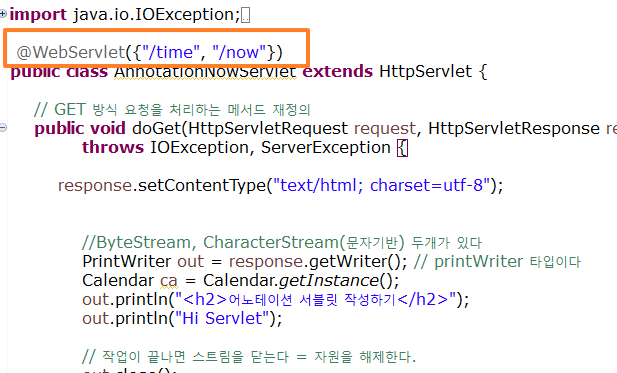 import java.io.IOException;
@WebServlet({"/time", "/now"})
public class AnnotationNowServlet extends HttpServlet {
// GET 방식 요청을 처리하는 메서드 재정의
public void doGet(HttpServletRequest request, HttpServletResponse re
throws IOException, ServerException {
response.setContentType("text/html; charset=utf-8");
//ByteStream, CharacterStream(문자기반) 두개가 있다
PrintWriter out = response.getWriter(); // printWriter 타입이다
Calendar ca = Calendar.getInstance();
out.println("<h2>어노테이션 서블릿 작성하기</h2>");
out.println("Hi Servlet");
// 작업이 끝나면 스트림을 닫는다 = 자원을 해제한다.
out.close();